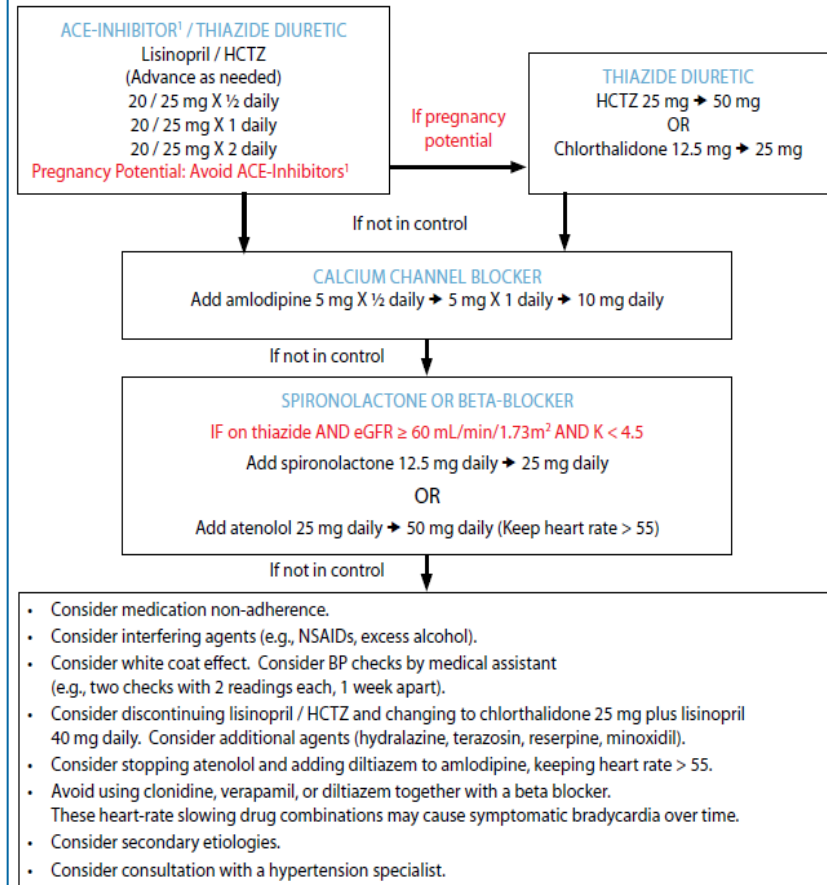 ACE-INHIBITOR¹ / THIAZIDE DIURETIC
Lisinopril / HCTZ
(Advance as needed)
20 / 25 mg X ½ daily
20 / 25 mg X 1 daily
20 / 25 mg X 2 daily
Pregnancy Potential: Avoid ACE-Inhibitors¹
If pregnancy
potential
THIAZIDE DIURETIC
HCTZ 25 mg ➔ 50 mg
OR
Chlorthalidone 12.5 mg ➔ 25 mg
If not in control
CALCIUM CHANNEL BLOCKER
Add amlodipine 5 mg X ½ daily ➔ 5 mg X 1 daily ➔ 10 mg daily
If not in control
SPIRONOLACTONE OR BETA-BLOCKER
IF on thiazide AND eGFR ≥ 60 mL/min/1.73m² AND K < 4.5
Add spironolactone 12.5 mg daily ➔ 25 mg daily
OR
Add atenolol 25 mg daily ➔ 50 mg daily (Keep heart rate > 55)
If not in control
• Consider medication non-adherence.
• Consider interfering agents (e.g., NSAIDs, excess alcohol).
• Consider white coat effect. Consider BP checks by medical assistant
(e.g., two checks with 2 readings each, 1 week apart).
• Consider discontinuing lisinopril / HCTZ and changing to chlorthalidone 25 mg plus lisinopril
40 mg daily. Consider additional agents (hydralazine, terazosin, reserpine, minoxidil).
• Consider stopping atenolol and adding diltiazem to amlodipine, keeping heart rate > 55.
• Avoid using clonidine, verapamil, or diltiazem together with a beta blocker.
These heart-rate slowing drug combinations may cause symptomatic bradycardia over time.
• Consider secondary etiologies.
• Consider consultation with a hypertension specialist.